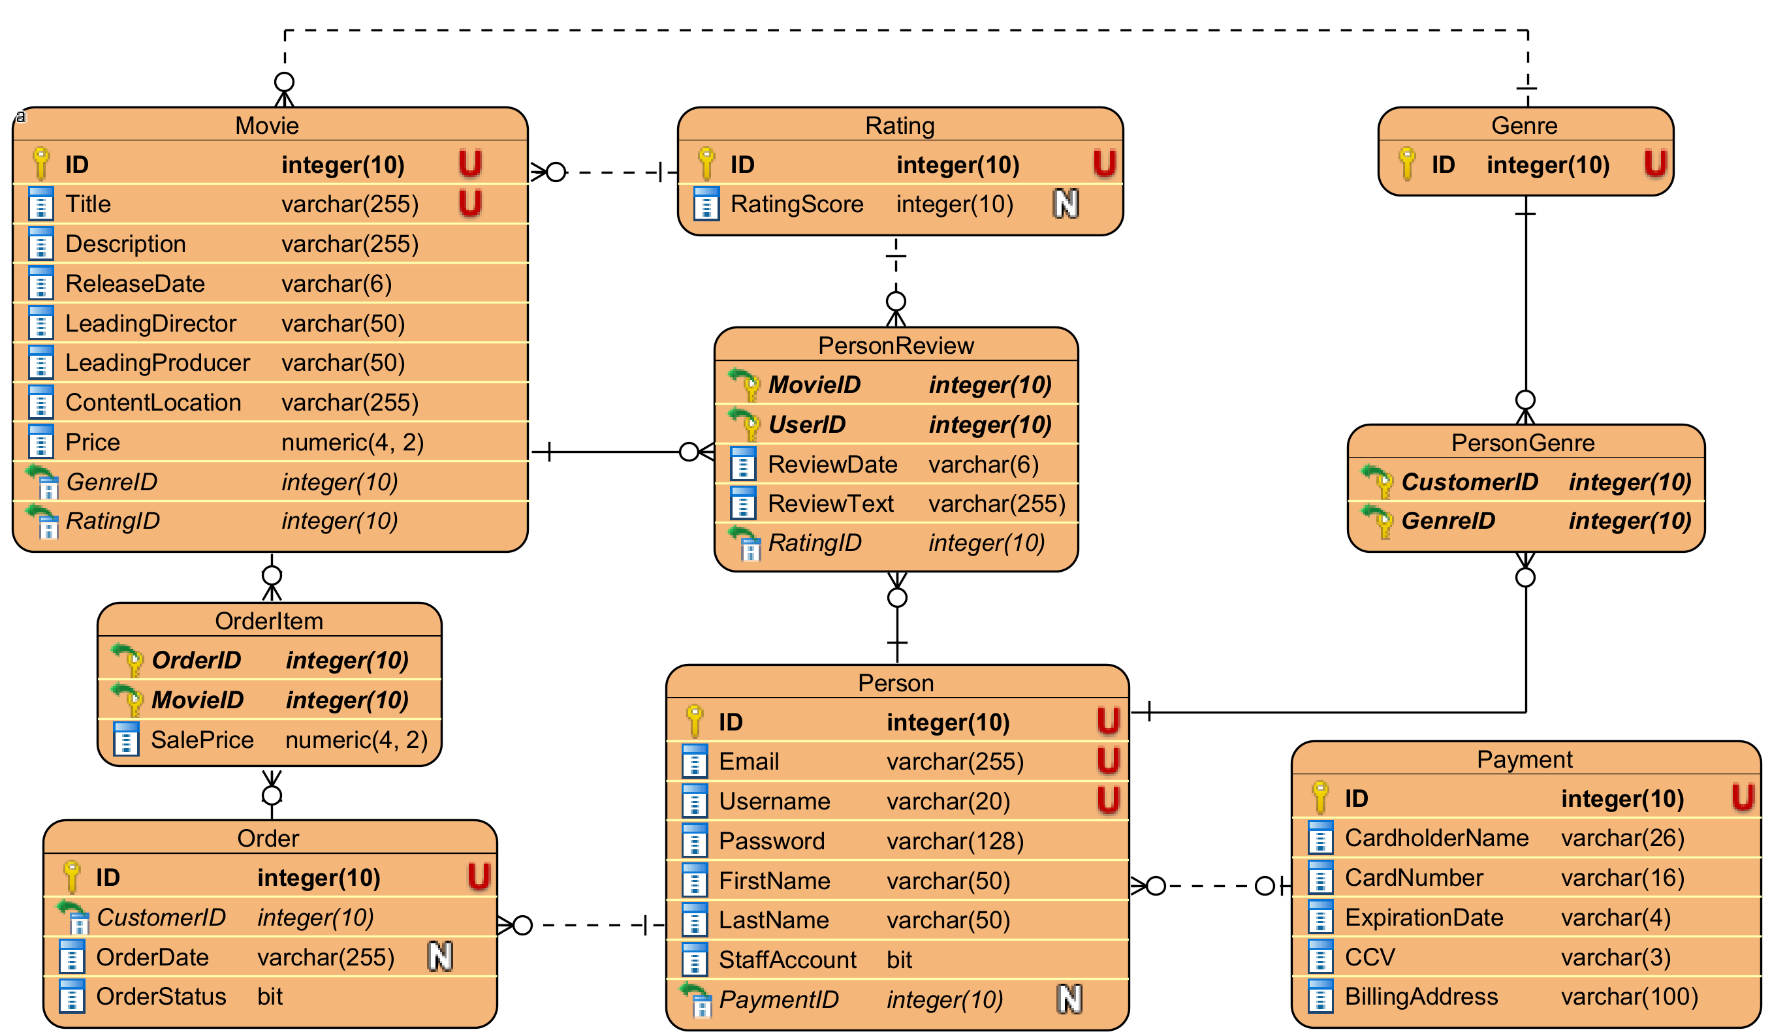 a
Movie
ID integer(10) U
Title varchar(255) U
Description varchar(255)
ReleaseDate varchar(6)
LeadingDirector varchar(50)
LeadingProducer varchar(50)
ContentLocation varchar(255)
Price numeric(4, 2)
GenreID integer(10)
RatingID integer(10)
Rating
ID integer(10) U
RatingScore integer(10) N
Genre
ID integer(10) U
PersonReview
MovieID integer(10)
UserID integer(10)
ReviewDate varchar(6)
ReviewText varchar(255)
RatingID integer(10)
PersonGenre
CustomerID integer(10)
GenreID integer(10)
OrderItem
OrderID integer(10)
MovieID integer(10)
SalePrice numeric(4, 2)
Order
ID integer(10) U
CustomerID integer(10)
OrderDate varchar(255) N
OrderStatus bit
Person
ID integer(10) U
Email varchar(255) U
Username varchar(20) U
Password varchar(128)
FirstName varchar(50)
LastName varchar(50)
StaffAccount bit
PaymentID integer(10) N
Payment
ID integer(10) U
CardholderName varchar(26)
CardNumber varchar(16)
ExpirationDate varchar(4)
CCV varchar(3)
BillingAddress varchar(100)